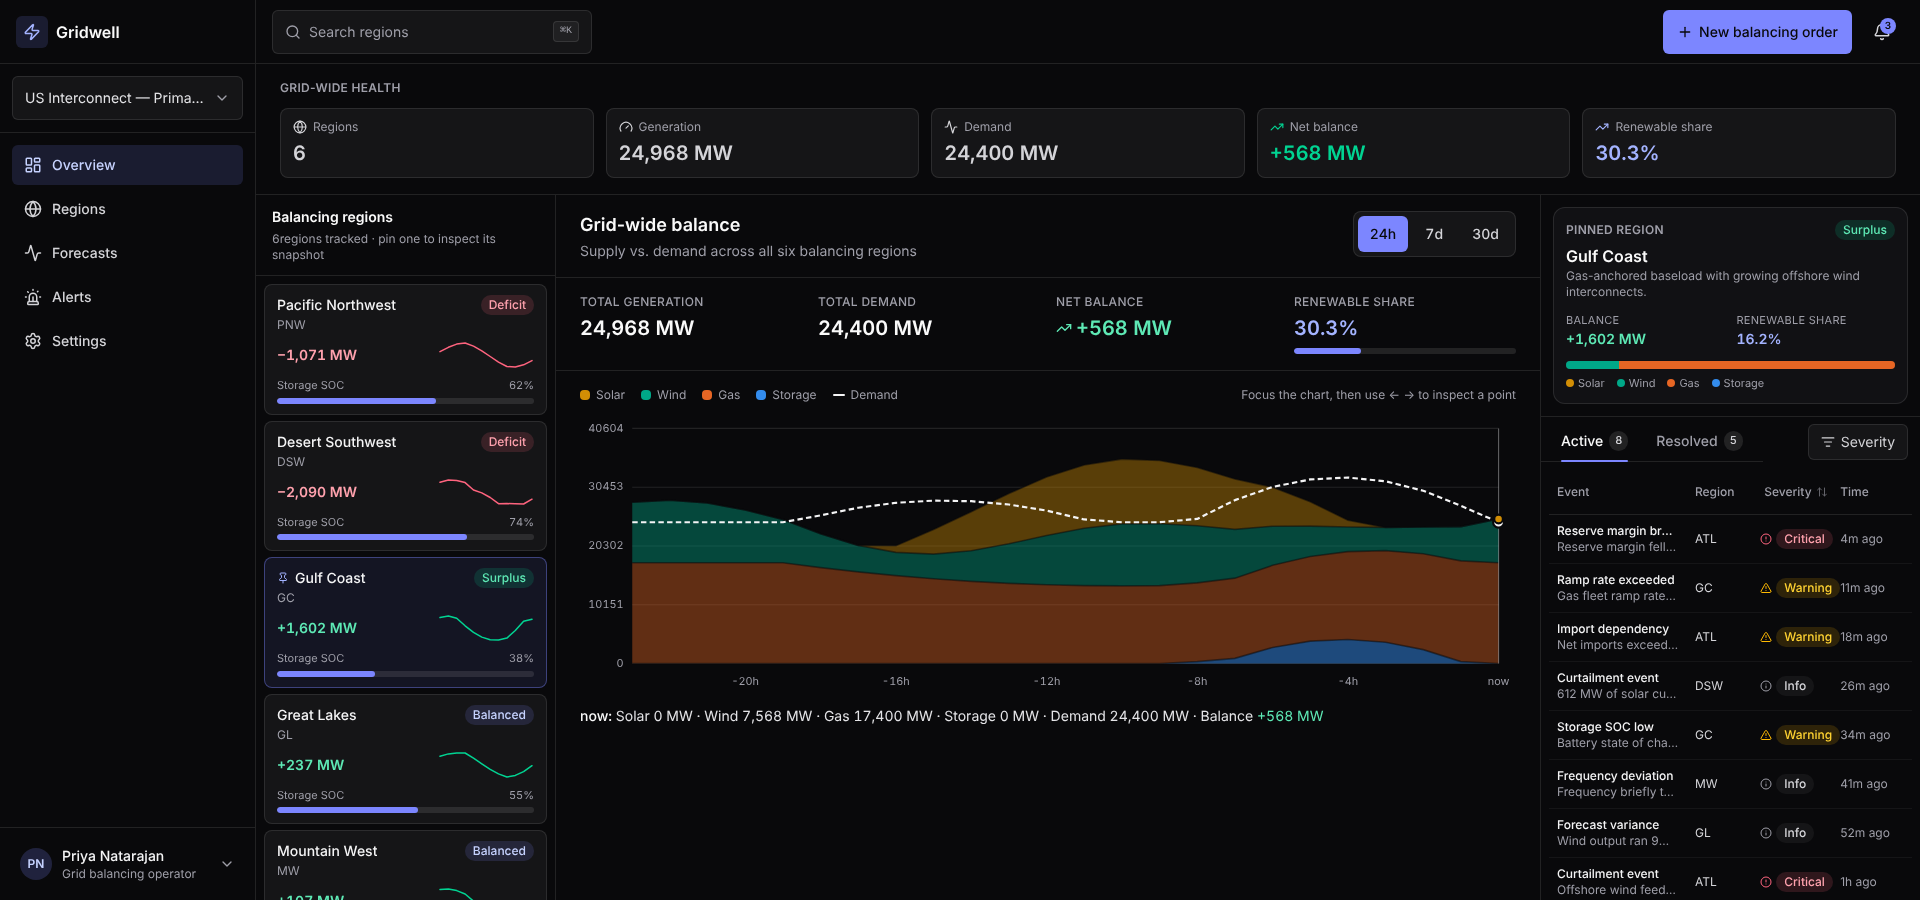 Gridwell
Search regions
⌘K
New balancing order
3
US Interconnect — Prima...
Overview
Regions
Forecasts
Alerts
Settings
PN
Priya Natarajan
Grid balancing operator
GRID-WIDE HEALTH
Regions
6
Generation
24,968 MW
Demand
24,400 MW
Net balance
+568 MW
Renewable share
30.3%
Balancing regions
6regions tracked · pin one to inspect its
snapshot
Pacific Northwest
Deficit
PNW
−1,071 MW
Storage SOC
62%
Desert Southwest
Deficit
DSW
−2,090 MW
Storage SOC
74%
Gulf Coast
Surplus
GC
+1,602 MW
Storage SOC
38%
Great Lakes
Balanced
GL
+237 MW
Storage SOC
55%
Mountain West
Balanced
MW
+107 MW
Grid-wide balance
Supply vs. demand across all six balancing regions
24h
7d
30d
TOTAL GENERATION
24,968 MW
TOTAL DEMAND
24,400 MW
NET BALANCE
+568 MW
RENEWABLE SHARE
30.3%
Solar
Wind
Gas
Storage
Demand
Focus the chart, then use ← → to inspect a point
40604
30453
20302
10151
0
-20h
-16h
-12h
-8h
-4h
now
now: Solar 0 MW · Wind 7,568 MW · Gas 17,400 MW · Storage 0 MW · Demand 24,400 MW · Balance +568 MW
PINNED REGION
Surplus
Gulf Coast
Gas-anchored baseload with growing offshore wind
interconnects.
BALANCE
+1,602 MW
RENEWABLE SHARE
16.2%
Solar
Wind
Gas
Storage
Active 8
Resolved 5
Severity
Event Region Severity Time
Reserve margin br...
Reserve margin fell...
ATL Critical 4m ago
Ramp rate exceeded
Gas fleet ramp rate...
GC Warning 11m ago
Import dependency
Net imports exceed...
ATL Warning 18m ago
Curtailment event
612 MW of solar cu...
DSW Info 26m ago
Storage SOC low
Battery state of cha...
GC Warning 34m ago
Frequency deviation
Frequency briefly t...
MW Info 41m ago
Forecast variance
Wind output ran 9...
GL Info 52m ago
Curtailment event
Offshore wind feed...
ATL Critical 1h ago